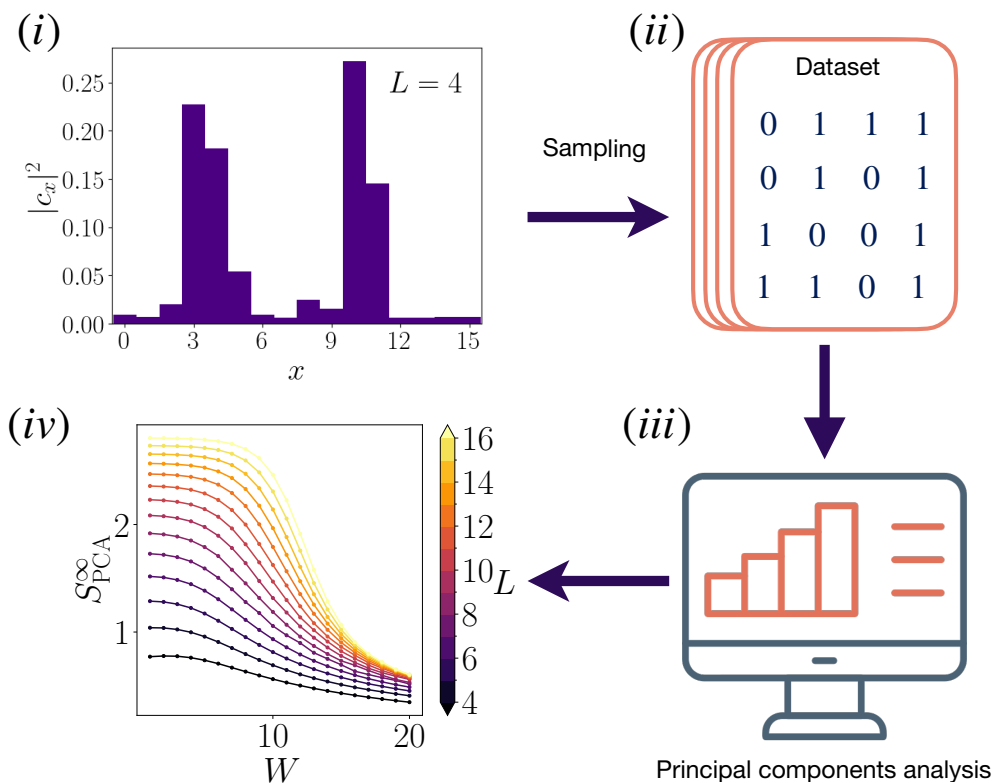 (i)
L = 4
|c_x|^2
0.25
0.20
0.15
0.10
0.05
0.00
0 3 6 9 12 15
x
Sampling
(ii)
Dataset
0 1 1 1
0 1 0 1
1 0 0 1
1 1 0 1
(iii)
Principal components analysis
(iv)
S_PCA^∞
2
1
10 20
W
16
14
12
10
8
6
4
L